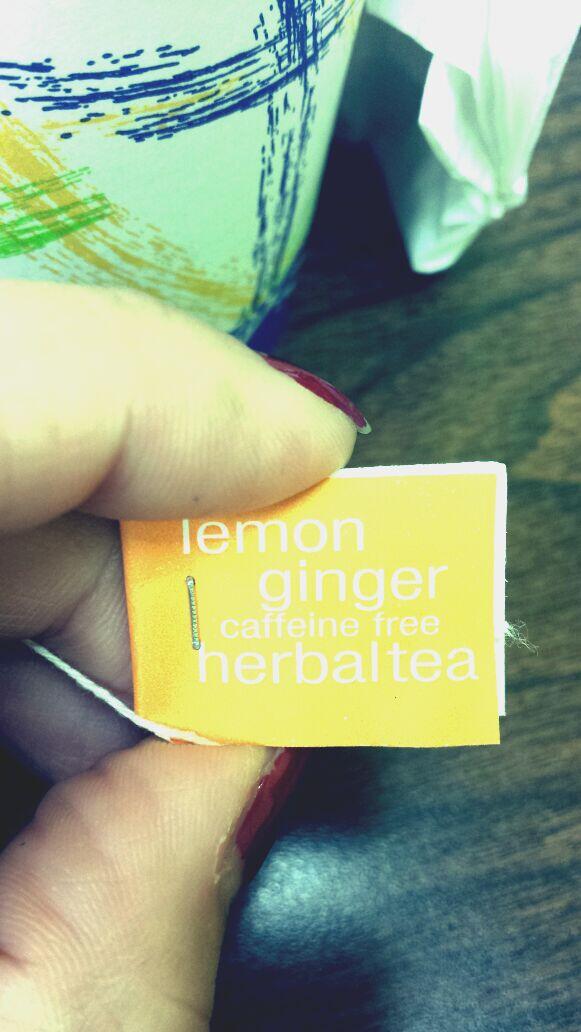 lemon
ginger
caffeine free
herbaltea